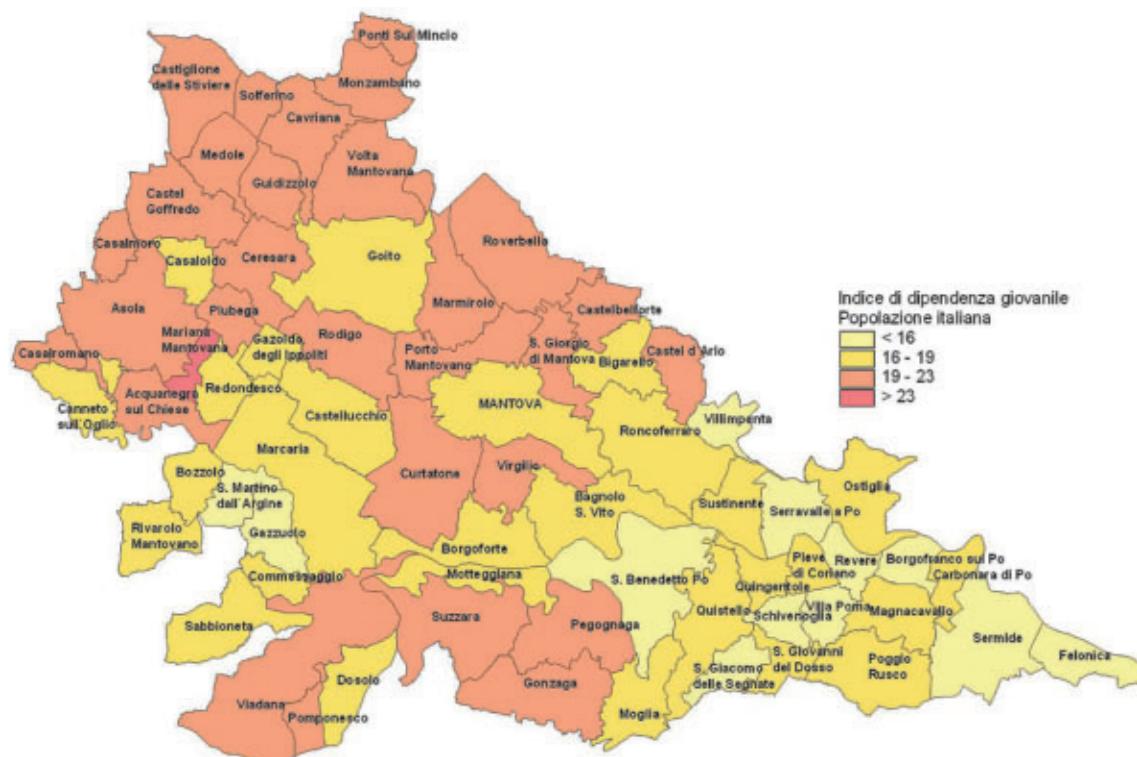 Ponti Sul Mincio
Castiglione
delle Stiviere
Solferino
Monzambano
Cavriana
Medole
Volta
Mantovana
Guidizzolo
Castel
Goffredo
Casalmoro
Casaloldo
Ceresara
Goito
Roverbella
Asola
Piubega
Marmirolo
Castelbelforte
Indice di dipendenza giovanile
Popolazione italiana
< 16
16 - 19
19 - 23
> 23
Mariana
Mantovana
Gazoldo
degli Ippoliti
Rodigo
Porto
Mantovano
S. Giorgio
di Mantova
Bigarello
Castel d'Ario
Casalromano
Acquanegra
sul Chiese
Redondesco
Canneto
sull'Oglio
Castellucchio
MANTOVA
Villimpenta
Roncoferraro
Marcaria
Curtatone
Virgilio
Bozzolo
S. Martino
dall'Argine
Bagnolo
S. Vito
Sustinente
Ostiglia
Serravalle a Po
Rivarolo
Mantovano
Gazzuolo
Borgoforte
Commessaggio
Motteggiana
S. Benedetto Po
Pieve
di Coriano
Revere
Borgofranco sul Po
Carbonara di Po
Quingentole
Sabbioneta
Suzzara
Pegognaga
Quistello
Schivenoglia
Villa Poma
Magnacavallo
Sermide
Felonica
S. Giacomo
delle Segnate
S. Giovanni
del Dosso
Poggio
Rusco
Dosolo
Gonzaga
Viadana
Pomponesco
Moglia